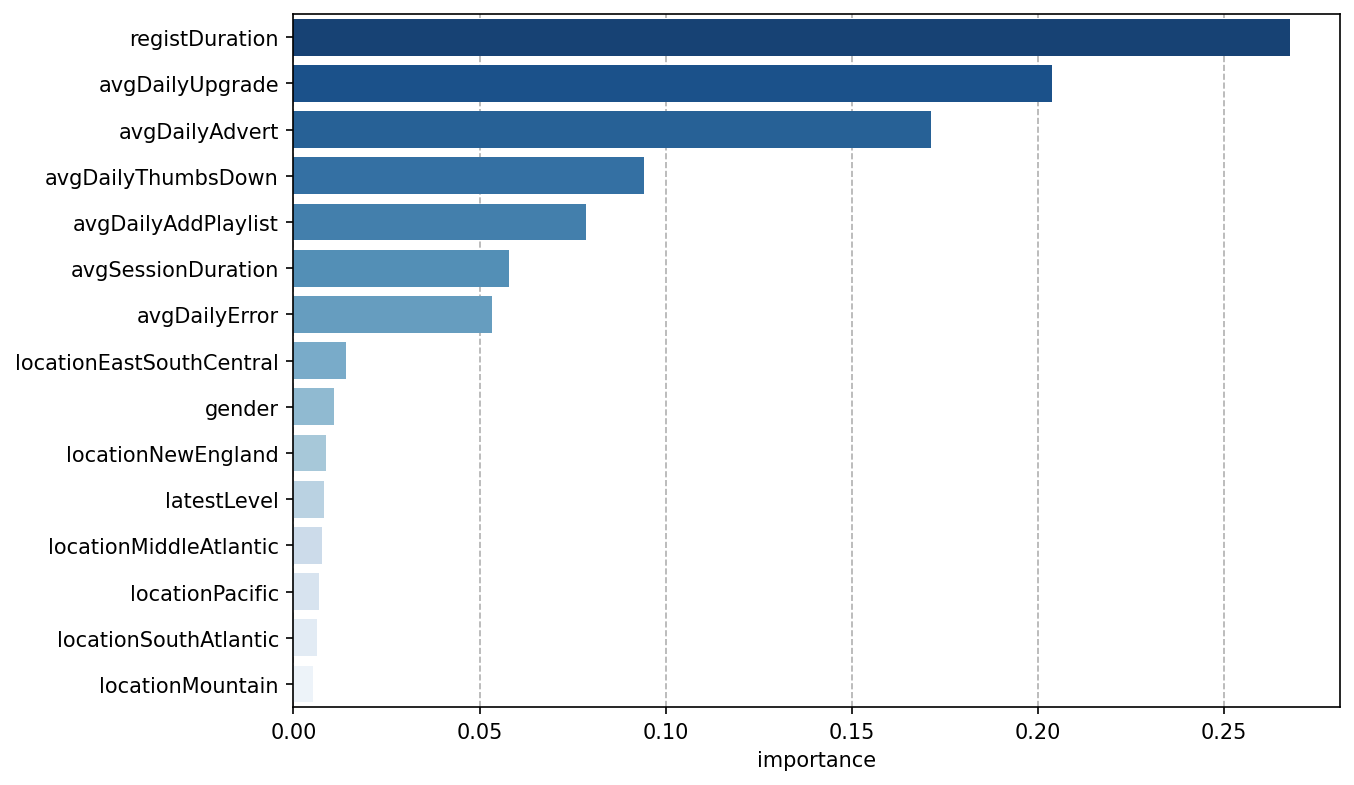 registDuration
avgDailyUpgrade
avgDailyAdvert
avgDailyThumbsDown
avgDailyAddPlaylist
avgSessionDuration
avgDailyError
locationEastSouthCentral
gender
locationNewEngland
latestLevel
locationMiddleAtlantic
locationPacific
locationSouthAtlantic
locationMountain
0.00 0.05 0.10 0.15 0.20 0.25
importance